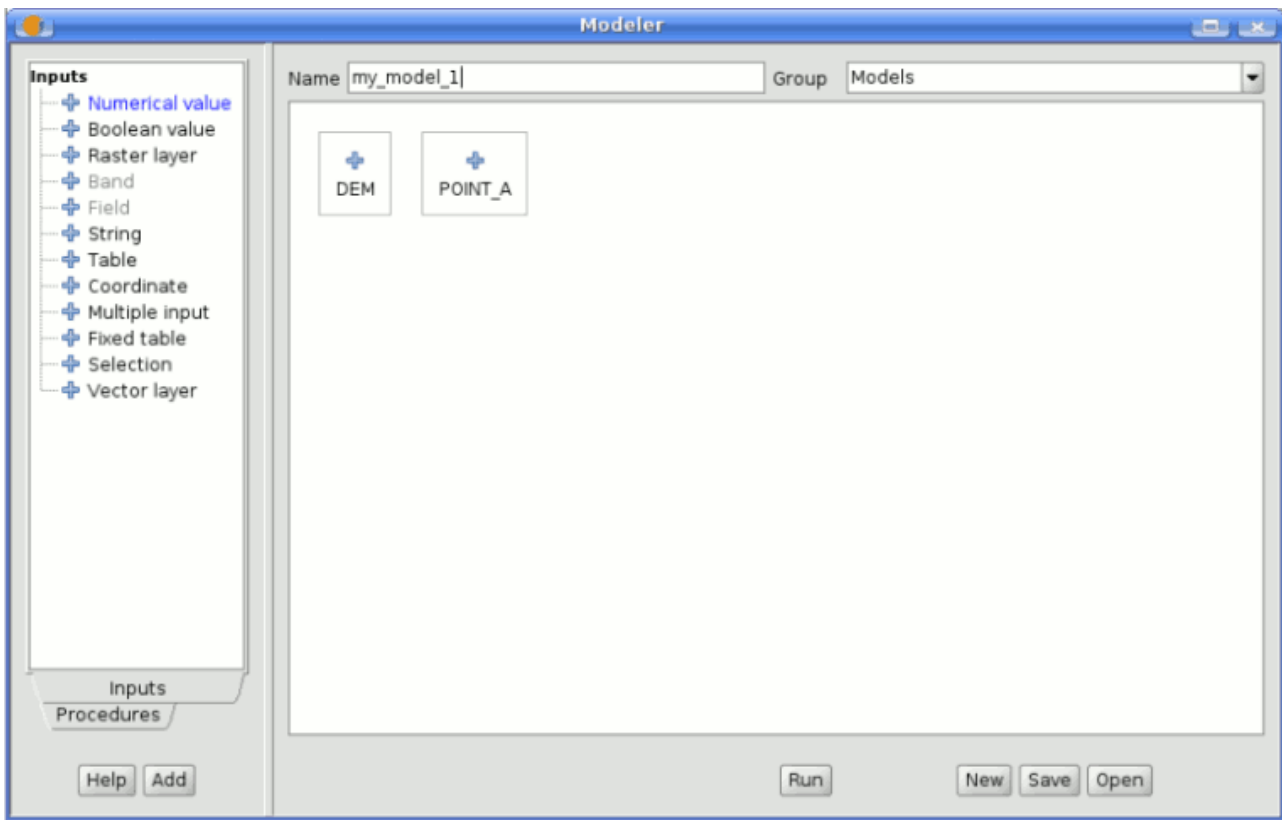 Modeler
Inputs
Numerical value
Boolean value
Raster layer
Band
Field
String
Table
Coordinate
Multiple input
Fixed table
Selection
Vector layer
Inputs
Procedures
Help Add
Name my_model_1 Group Models
DEM POINT_A
Run New Save Open